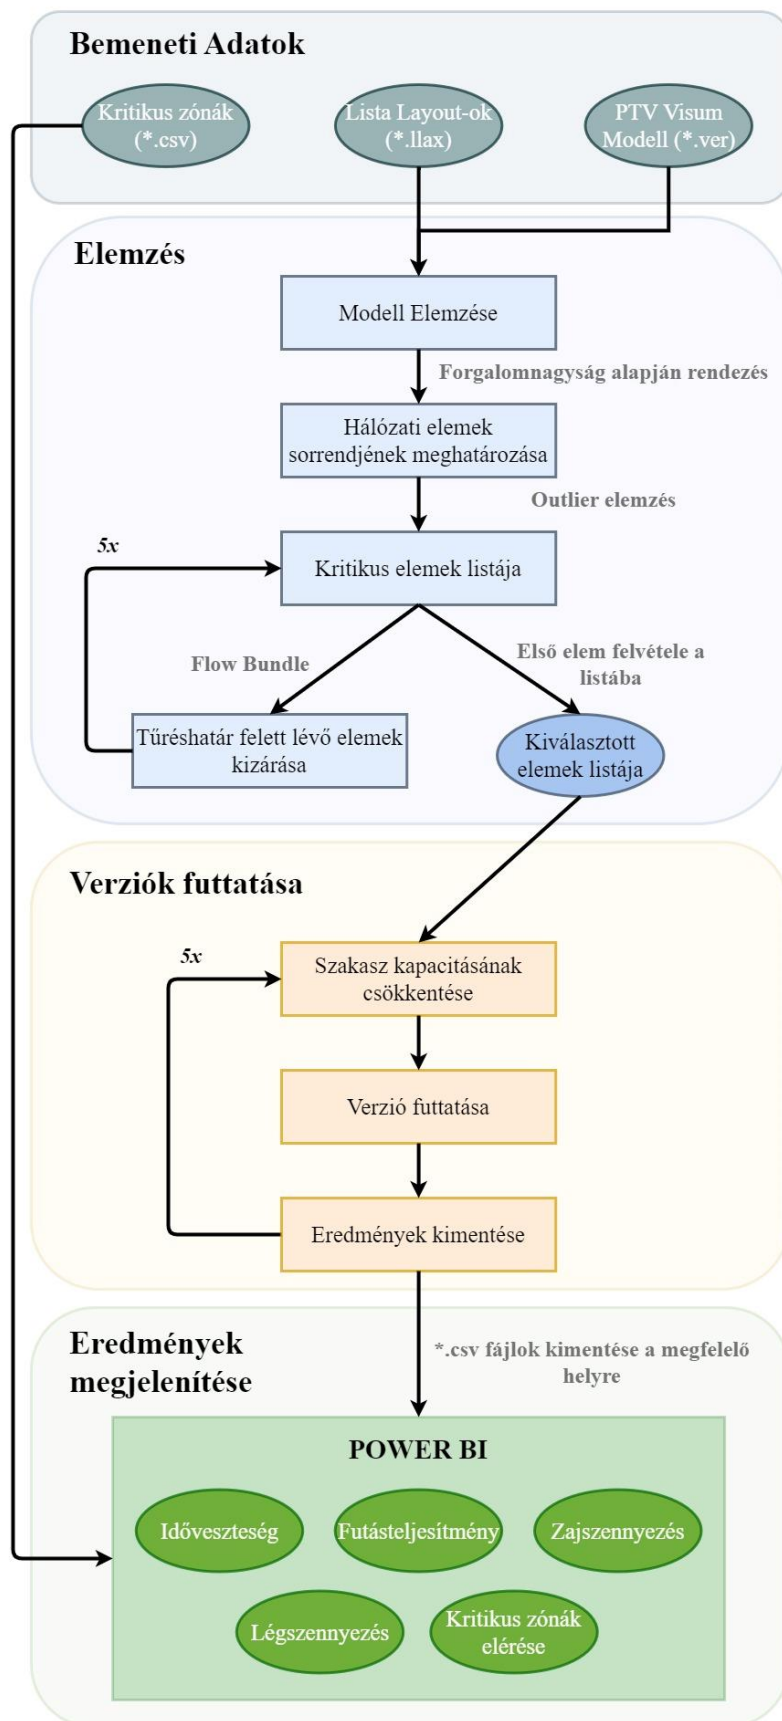 Bemeneti Adatok
Kritikus zónák
(*.csv)
Lista Layout-ok
(*.llax)
PTV Visum
Modell (*.ver)
Elemzés
Modell Elemzése
Forgalomnagyság alapján rendezés
Hálózati elemek
sorrendjének meghatározása
Outlier elemzés
5x
Kritikus elemek listája
Flow Bundle
Első elem felvétele a
listába
Tűréshatár felett lévő elemek
kizárása
Kiválasztott
elemek listája
Verziók futtatása
5x
Szakasz kapacitásának
csökkentése
Verzió futtatása
Eredmények kimentése
Eredmények
megjelenítése
*.csv fájlok kimentése a megfelelő
helyre
POWER BI
Időveszteség
Futásteljesítmény
Zajszennyezés
Légszennyezés
Kritikus zónák
elérése